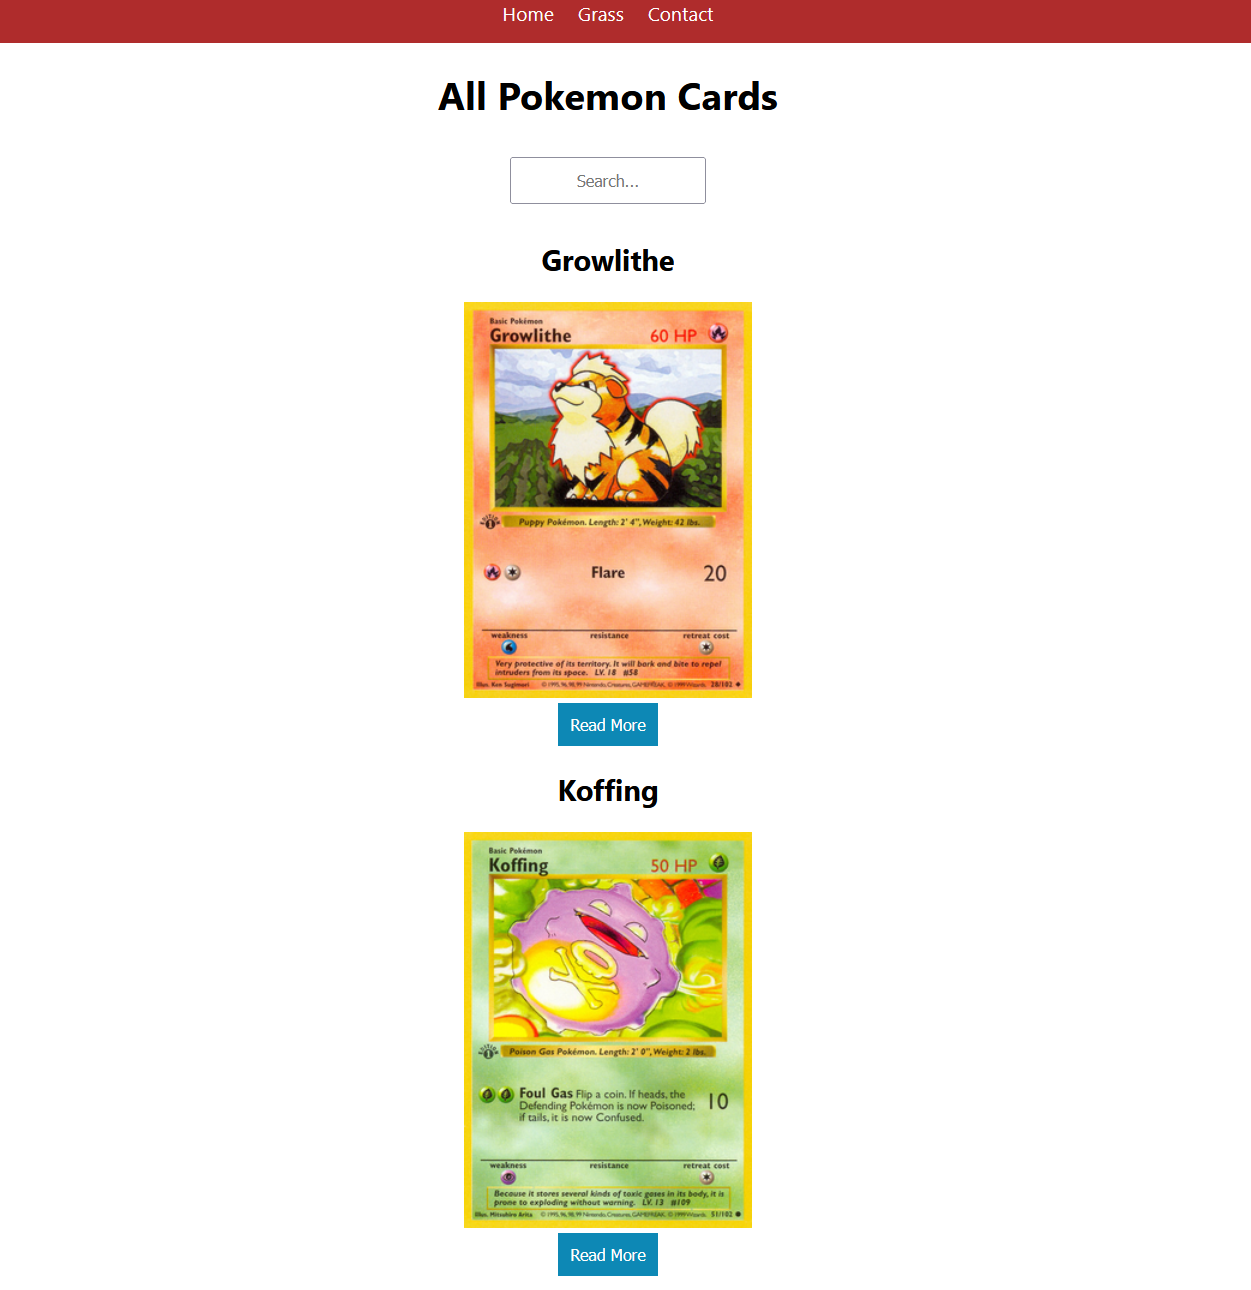 Home Grass Contact
All Pokemon Cards
Search...
Growlithe
Basic Pokémon
Growlithe 60 HP
Puppy Pokémon. Length: 2' 4", Weight: 42 lbs.
Flare 20
weakness resistance retreat cost
Very protective of its territory. It will bark and bite to repel
intruders from its space. LV. 18 #58
Illus. Ken Sugimori ©1995, 96, 98, 99 Nintendo, Creatures, GAMEFREAK. ©1999 Wizards. 28/102
Read More
Koffing
Basic Pokémon
Koffing 50 HP
Poison Gas Pokémon. Length: 2' 0", Weight: 2 lbs.
Foul Gas Flip a coin. If heads, the
Defending Pokémon is now Poisoned; 10
if tails, it is now Confused.
weakness resistance retreat cost
Because it stores several kinds of toxic gases in its body, it is
prone to exploding without warning. LV. 13 #109
Illus. Mitsuhiro Arita ©1995, 96, 98, 99 Nintendo, Creatures, GAMEFREAK. ©1999 Wizards. 51/102
Read More